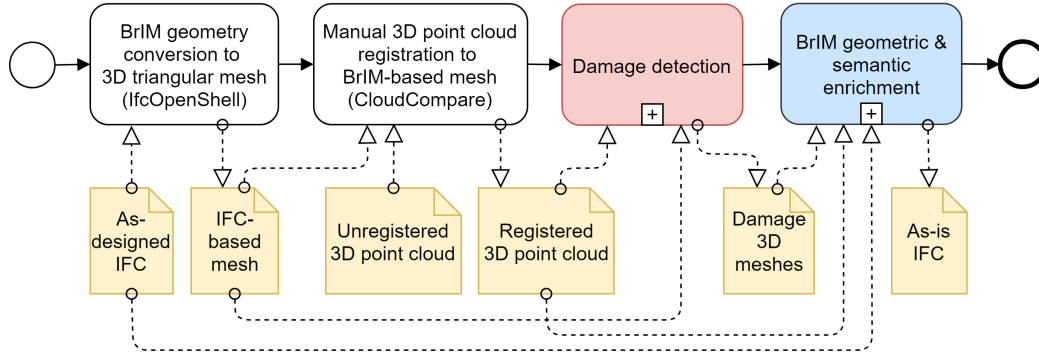 BrIM geometry
conversion to
3D triangular mesh
(IfcOpenShell)
Manual 3D point cloud
registration to
BrIM-based mesh
(CloudCompare)
Damage detection
+
BrIM geometric &
semantic
enrichment
+
As-
designed
IFC
IFC-
based
mesh
Unregistered
3D point cloud
Registered
3D point cloud
Damage
3D
meshes
As-is
IFC